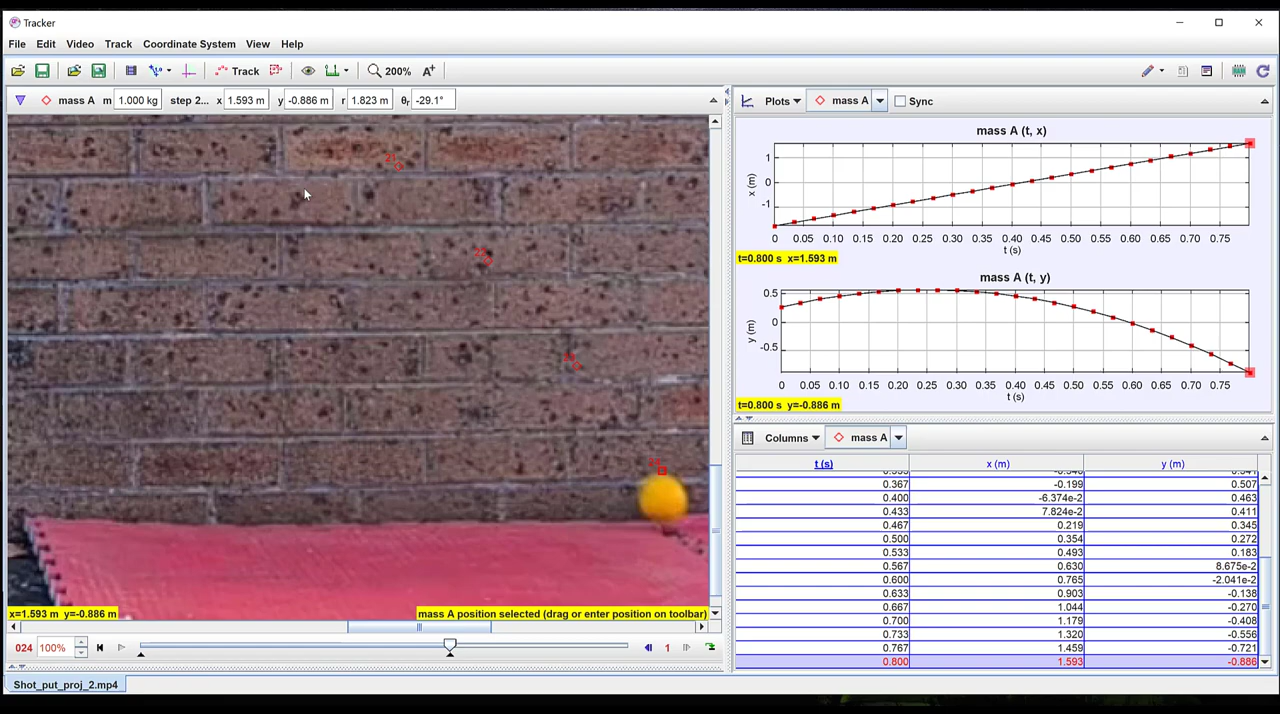 Tracker
File Edit Video Track Coordinate System View Help
Track 200% A+
mass A m 1.000 kg step 2... x 1.593 m y -0.886 m r 1.823 m θr -29.1°
21
22
23
x=1.593 m y=-0.886 m
mass A position selected (drag or enter position on toolbar)
024 100% 1
Shot_put_proj_2.mp4
Plots mass A Sync
mass A (t, x)
x (m)
1
0
-1
0 0.05 0.10 0.15 0.20 0.25 0.30 0.35 0.40 0.45 0.50 0.55 0.60 0.65 0.70 0.75
t (s)
t=0.800 s x=1.593 m
mass A (t, y)
y (m)
0.5
0
-0.5
0 0.05 0.10 0.15 0.20 0.25 0.30 0.35 0.40 0.45 0.50 0.55 0.60 0.65 0.70 0.75
t (s)
t=0.800 s y=-0.886 m
Columns mass A
t (s) x (m) y (m)
0.367 -0.199 0.507
0.400 -6.374e-2 0.463
0.433 7.824e-2 0.411
0.467 0.219 0.345
0.500 0.354 0.272
0.533 0.493 0.183
0.567 0.630 8.675e-2
0.600 0.765 -2.041e-2
0.633 0.903 -0.138
0.667 1.044 -0.270
0.700 1.179 -0.408
0.733 1.320 -0.556
0.767 1.459 -0.721
0.800 1.593 -0.886